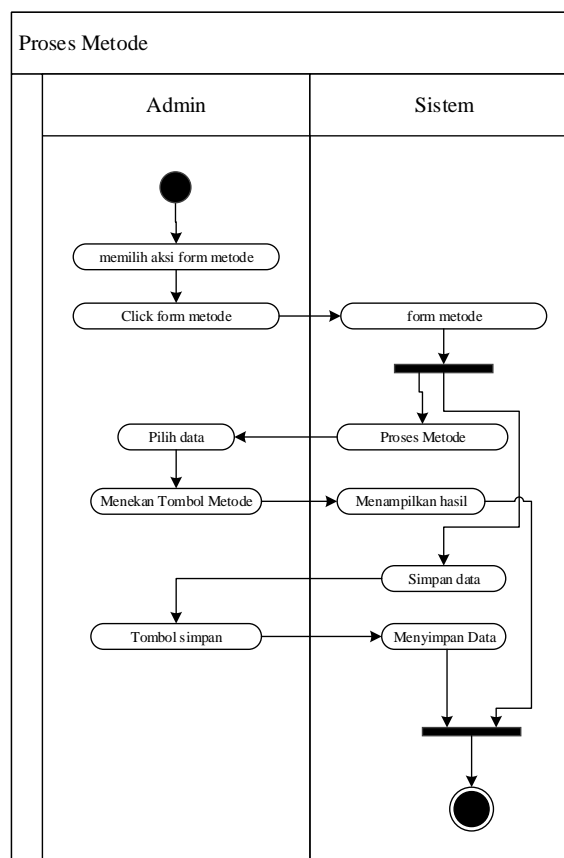 Proses Metode
Admin
Sistem
memilih aksi form metode
Click form metode
form metode
Pilih data
Proses Metode
Menekan Tombol Metode
Menampilkan hasil
Simpan data
Tombol simpan
Menyimpan Data